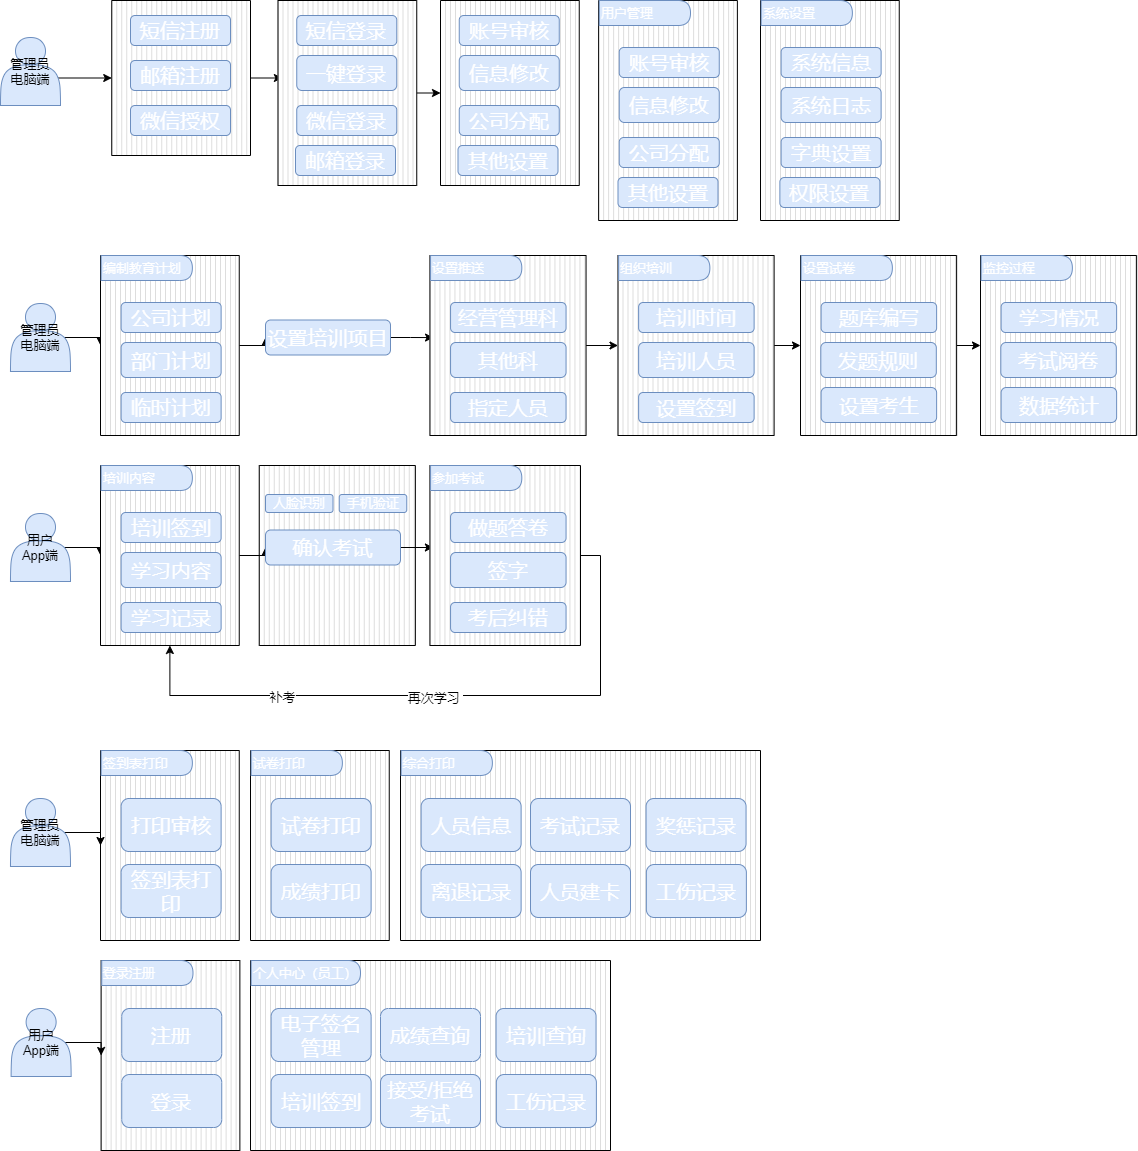 管理员
电脑端
短信注册
邮箱注册
微信授权
短信登录
一键登录
微信登录
邮箱登录
账号审核
信息修改
公司分配
其他设置
用户管理
账号审核
信息修改
公司分配
其他设置
系统设置
系统信息
系统日志
字典设置
权限设置
管理员
电脑端
编制教育计划
公司计划
部门计划
临时计划
设置培训项目
设置推送
经营管理科
其他科
指定人员
组织培训
培训时间
培训人员
设置签到
设置试卷
题库编写
发题规则
设置考生
监控过程
学习情况
考试阅卷
数据统计
用户
App端
培训内容
培训签到
学习内容
学习记录
人脸识别
手机验证
确认考试
参加考试
做题答卷
签字
考后纠错
补考
再次学习
管理员
电脑端
签到表打印
打印审核
签到表打
印
试卷打印
试卷打印
成绩打印
综合打印
人员信息
考试记录
奖惩记录
离退记录
人员建卡
工伤记录
用户
App端
登录注册
注册
登录
个人中心（员工）
电子签名
管理
成绩查询
培训查询
培训签到
接受/拒绝
考试
工伤记录